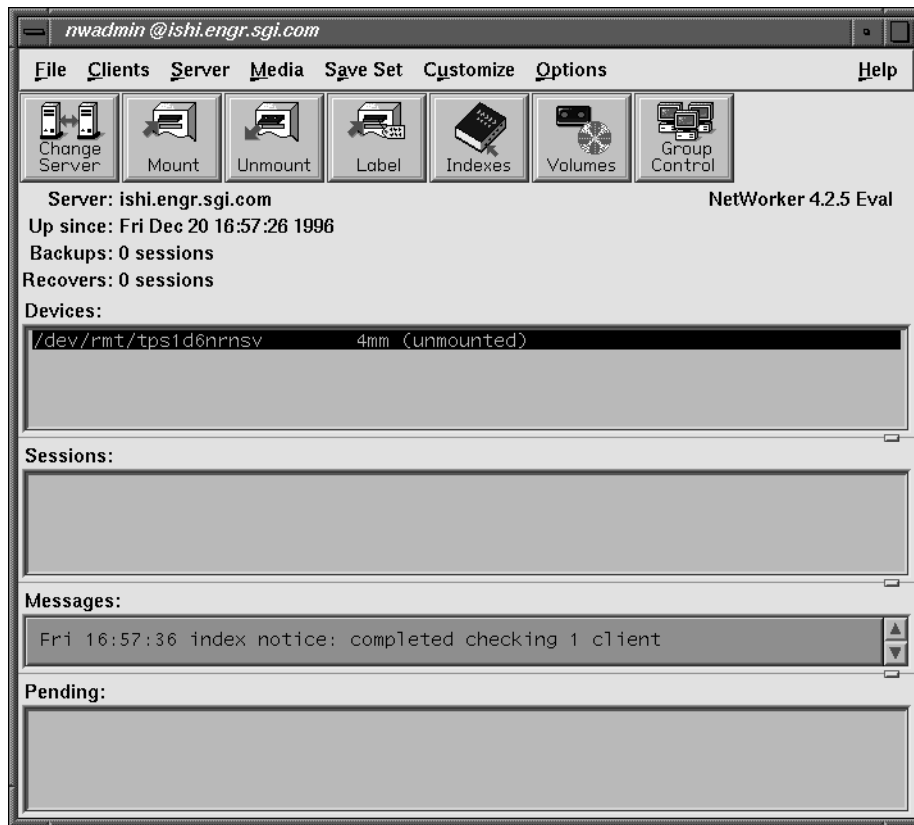 nwadmin @ishi.engr.sgi.com
File Clients Server Media Save Set Customize Options Help
Change Server
Mount
Unmount
Label
Indexes
Volumes
Group Control
Server: ishi.engr.sgi.com NetWorker 4.2.5 Eval
Up since: Fri Dec 20 16:57:26 1996
Backups: 0 sessions
Recovers: 0 sessions
Devices:
/dev/rmt/tps1d6nrnsv 4mm (unmounted)
Sessions:
Messages:
Fri 16:57:36 index notice: completed checking 1 client
Pending: